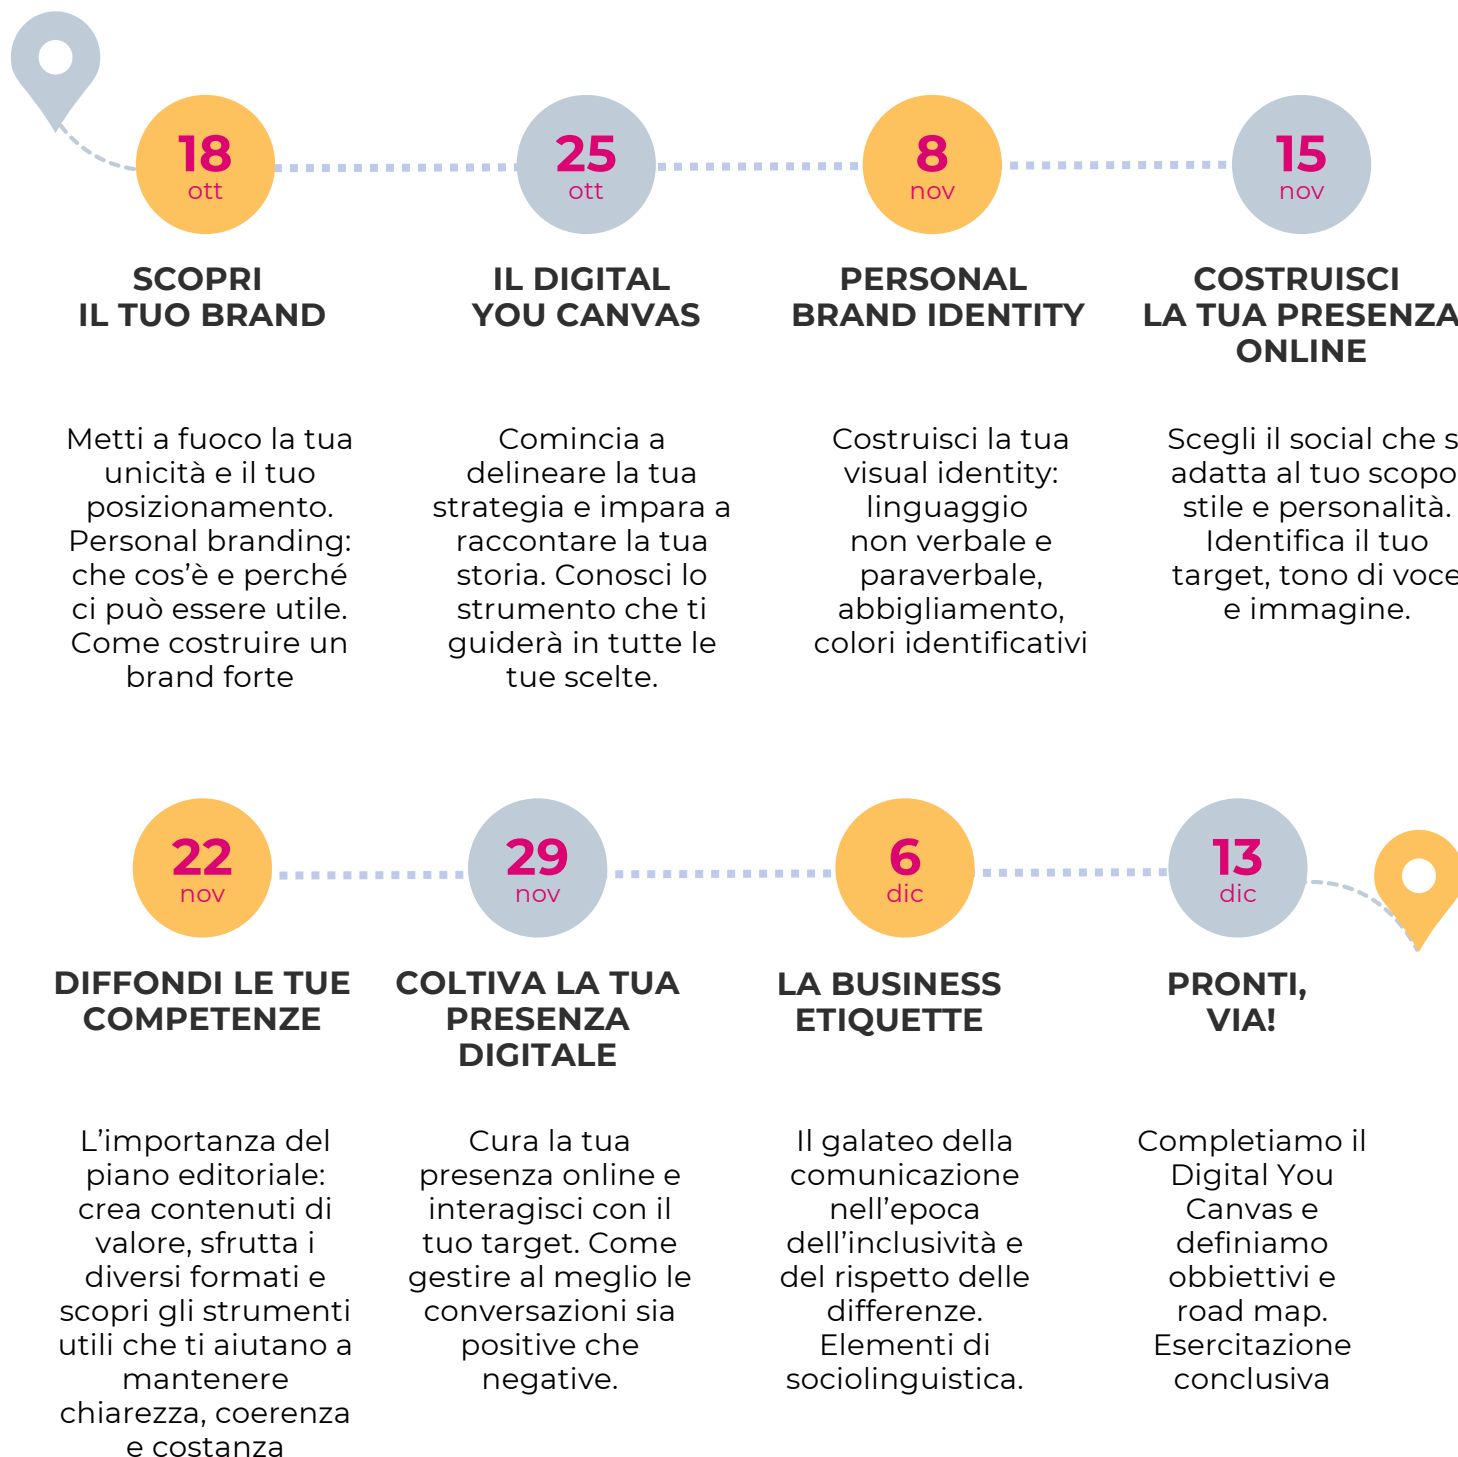 18
ott
SCOPRI
IL TUO BRAND
Metti a fuoco la tua
unicità e il tuo
posizionamento.
Personal branding:
che cos'è e perché
ci può essere utile.
Come costruire un
brand forte
25
ott
IL DIGITAL
YOU CANVAS
Comincia a
delineare la tua
strategia e impara a
raccontare la tua
storia. Conosci lo
strumento che ti
guiderà in tutte le
tue scelte.
8
nov
PERSONAL
BRAND IDENTITY
Costruisci la tua
visual identity:
linguaggio
non verbale e
paraverbale,
abbigliamento,
colori identificativi
15
nov
COSTRUISCI
LA TUA PRESENZA
ONLINE
Scegli il social che s
adatta al tuo scopo
stile e personalità.
Identifica il tuo
target, tono di voce
e immagine.
22
nov
DIFFONDI LE TUE
COMPETENZE
L'importanza del
piano editoriale:
crea contenuti di
valore, sfrutta i
diversi formati e
scopri gli strumenti
utili che ti aiutano a
mantenere
chiarezza, coerenza
e costanza
29
nov
COLTIVA LA TUA
PRESENZA
DIGITALE
Cura la tua
presenza online e
interagisci con il
tuo target. Come
gestire al meglio le
conversazioni sia
positive che
negative.
6
dic
LA BUSINESS
ETIQUETTE
Il galateo della
comunicazione
nell'epoca
dell'inclusività e
del rispetto delle
differenze.
Elementi di
sociolinguistica.
13
dic
PRONTI,
VIA!
Completiamo il
Digital You
Canvas e
definiamo
obbiettivi e
road map.
Esercitazione
conclusiva